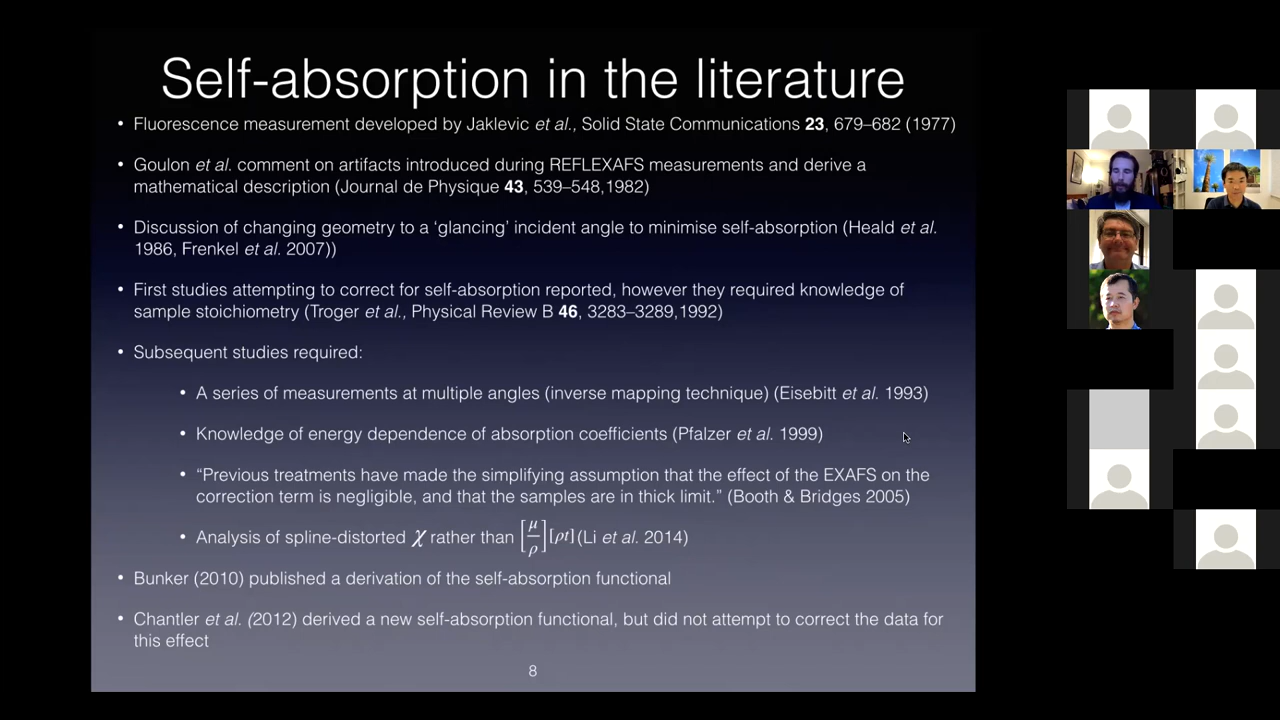 Self-absorption in the literature
• Fluorescence measurement developed by Jaklevic et al., Solid State Communications 23, 679–682 (1977)
• Goulon et al. comment on artifacts introduced during REFLEXAFS measurements and derive a
mathematical description (Journal de Physique 43, 539–548,1982)
• Discussion of changing geometry to a ‘glancing’ incident angle to minimise self-absorption (Heald et al.
1986, Frenkel et al. 2007))
• First studies attempting to correct for self-absorption reported, however they required knowledge of
sample stoichiometry (Troger et al., Physical Review B 46, 3283–3289,1992)
• Subsequent studies required:
• A series of measurements at multiple angles (inverse mapping technique) (Eisebitt et al. 1993)
• Knowledge of energy dependence of absorption coefficients (Pfalzer et al. 1999)
• “Previous treatments have made the simplifying assumption that the effect of the EXAFS on the
correction term is negligible, and that the samples are in thick limit.” (Booth & Bridges 2005)
• Analysis of spline-distorted χ rather than [μ/ρ][ρt] (Li et al. 2014)
• Bunker (2010) published a derivation of the self-absorption functional
• Chantler et al. (2012) derived a new self-absorption functional, but did not attempt to correct the data for
this effect
8